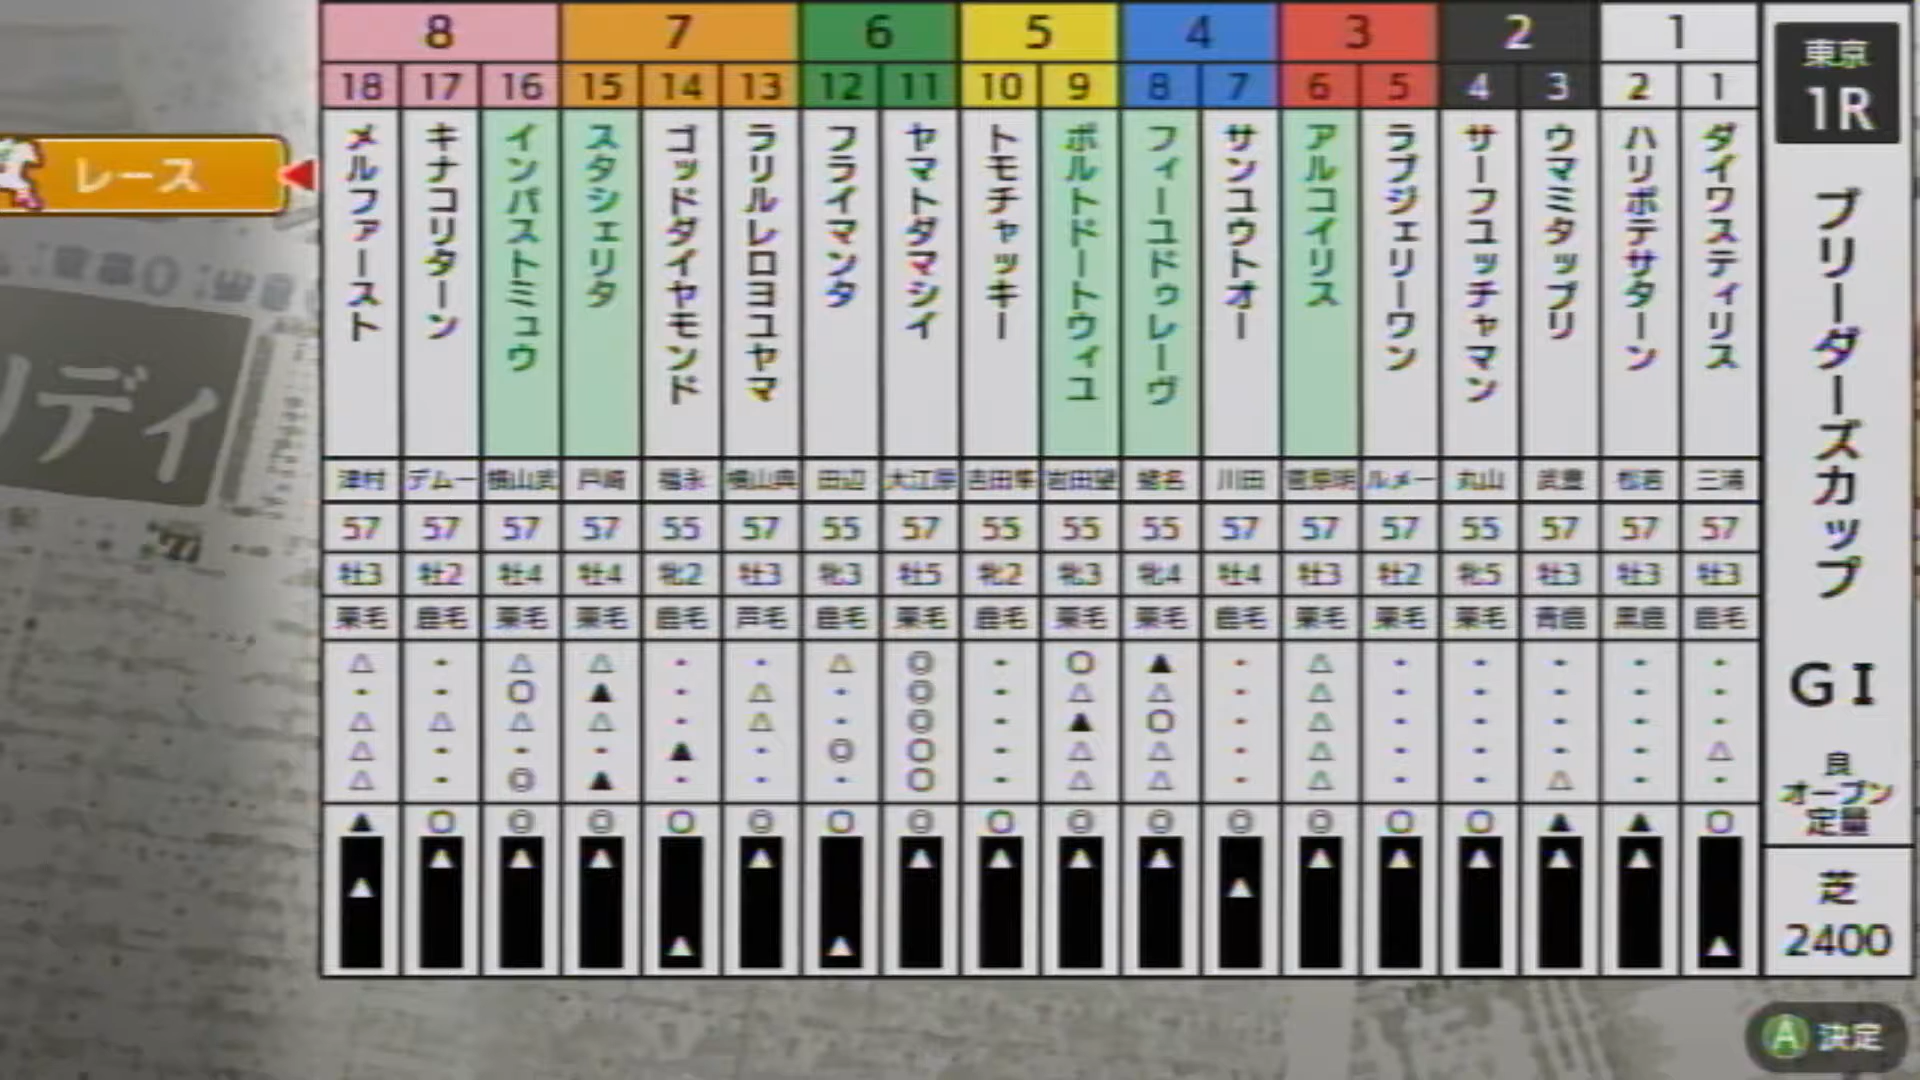 レース
リディ
8 7 6 5 4 3 2 1
18 17 16 15 14 13 12 11 10 9 8 7 6 5 4 3 2 1
メルファースト
キナコリターン
インパストミュウ
スタシェリタ
ゴッドダイヤモンド
ラリルレロヨユヤマ
フライマンタ
ヤマトダマシイ
トモチャッキー
ボルトドートウィユ
フィーユドゥレーヴ
サンユウトオー
アルコイリス
ラブジェリーワン
サーフユッチャマン
ウマミタップリ
ハリボテサターン
ダイワスティリス
津村 デムー 横山武 戸崎 福永 横山典 田辺 大江原 吉田隼 岩田望 蛯名 川田 菅原明 ルメー 丸山 武豊 松若 三浦
57 57 57 57 55 57 55 57 55 55 55 57 57 57 55 57 57 57
牡3 牡2 牡4 牡4 牝2 牡3 牝3 牡5 牝2 牝3 牝4 牡4 牡3 牡2 牝5 牡3 牡3 牡3
栗毛 鹿毛 栗毛 栗毛 鹿毛 芦毛 鹿毛 栗毛 鹿毛 栗毛 栗毛 鹿毛 栗毛 栗毛 栗毛 青鹿 黒鹿 鹿毛
東京
1R
ブリーダーズカップ
GI
良
オープン
定量
芝
2400
A 決定